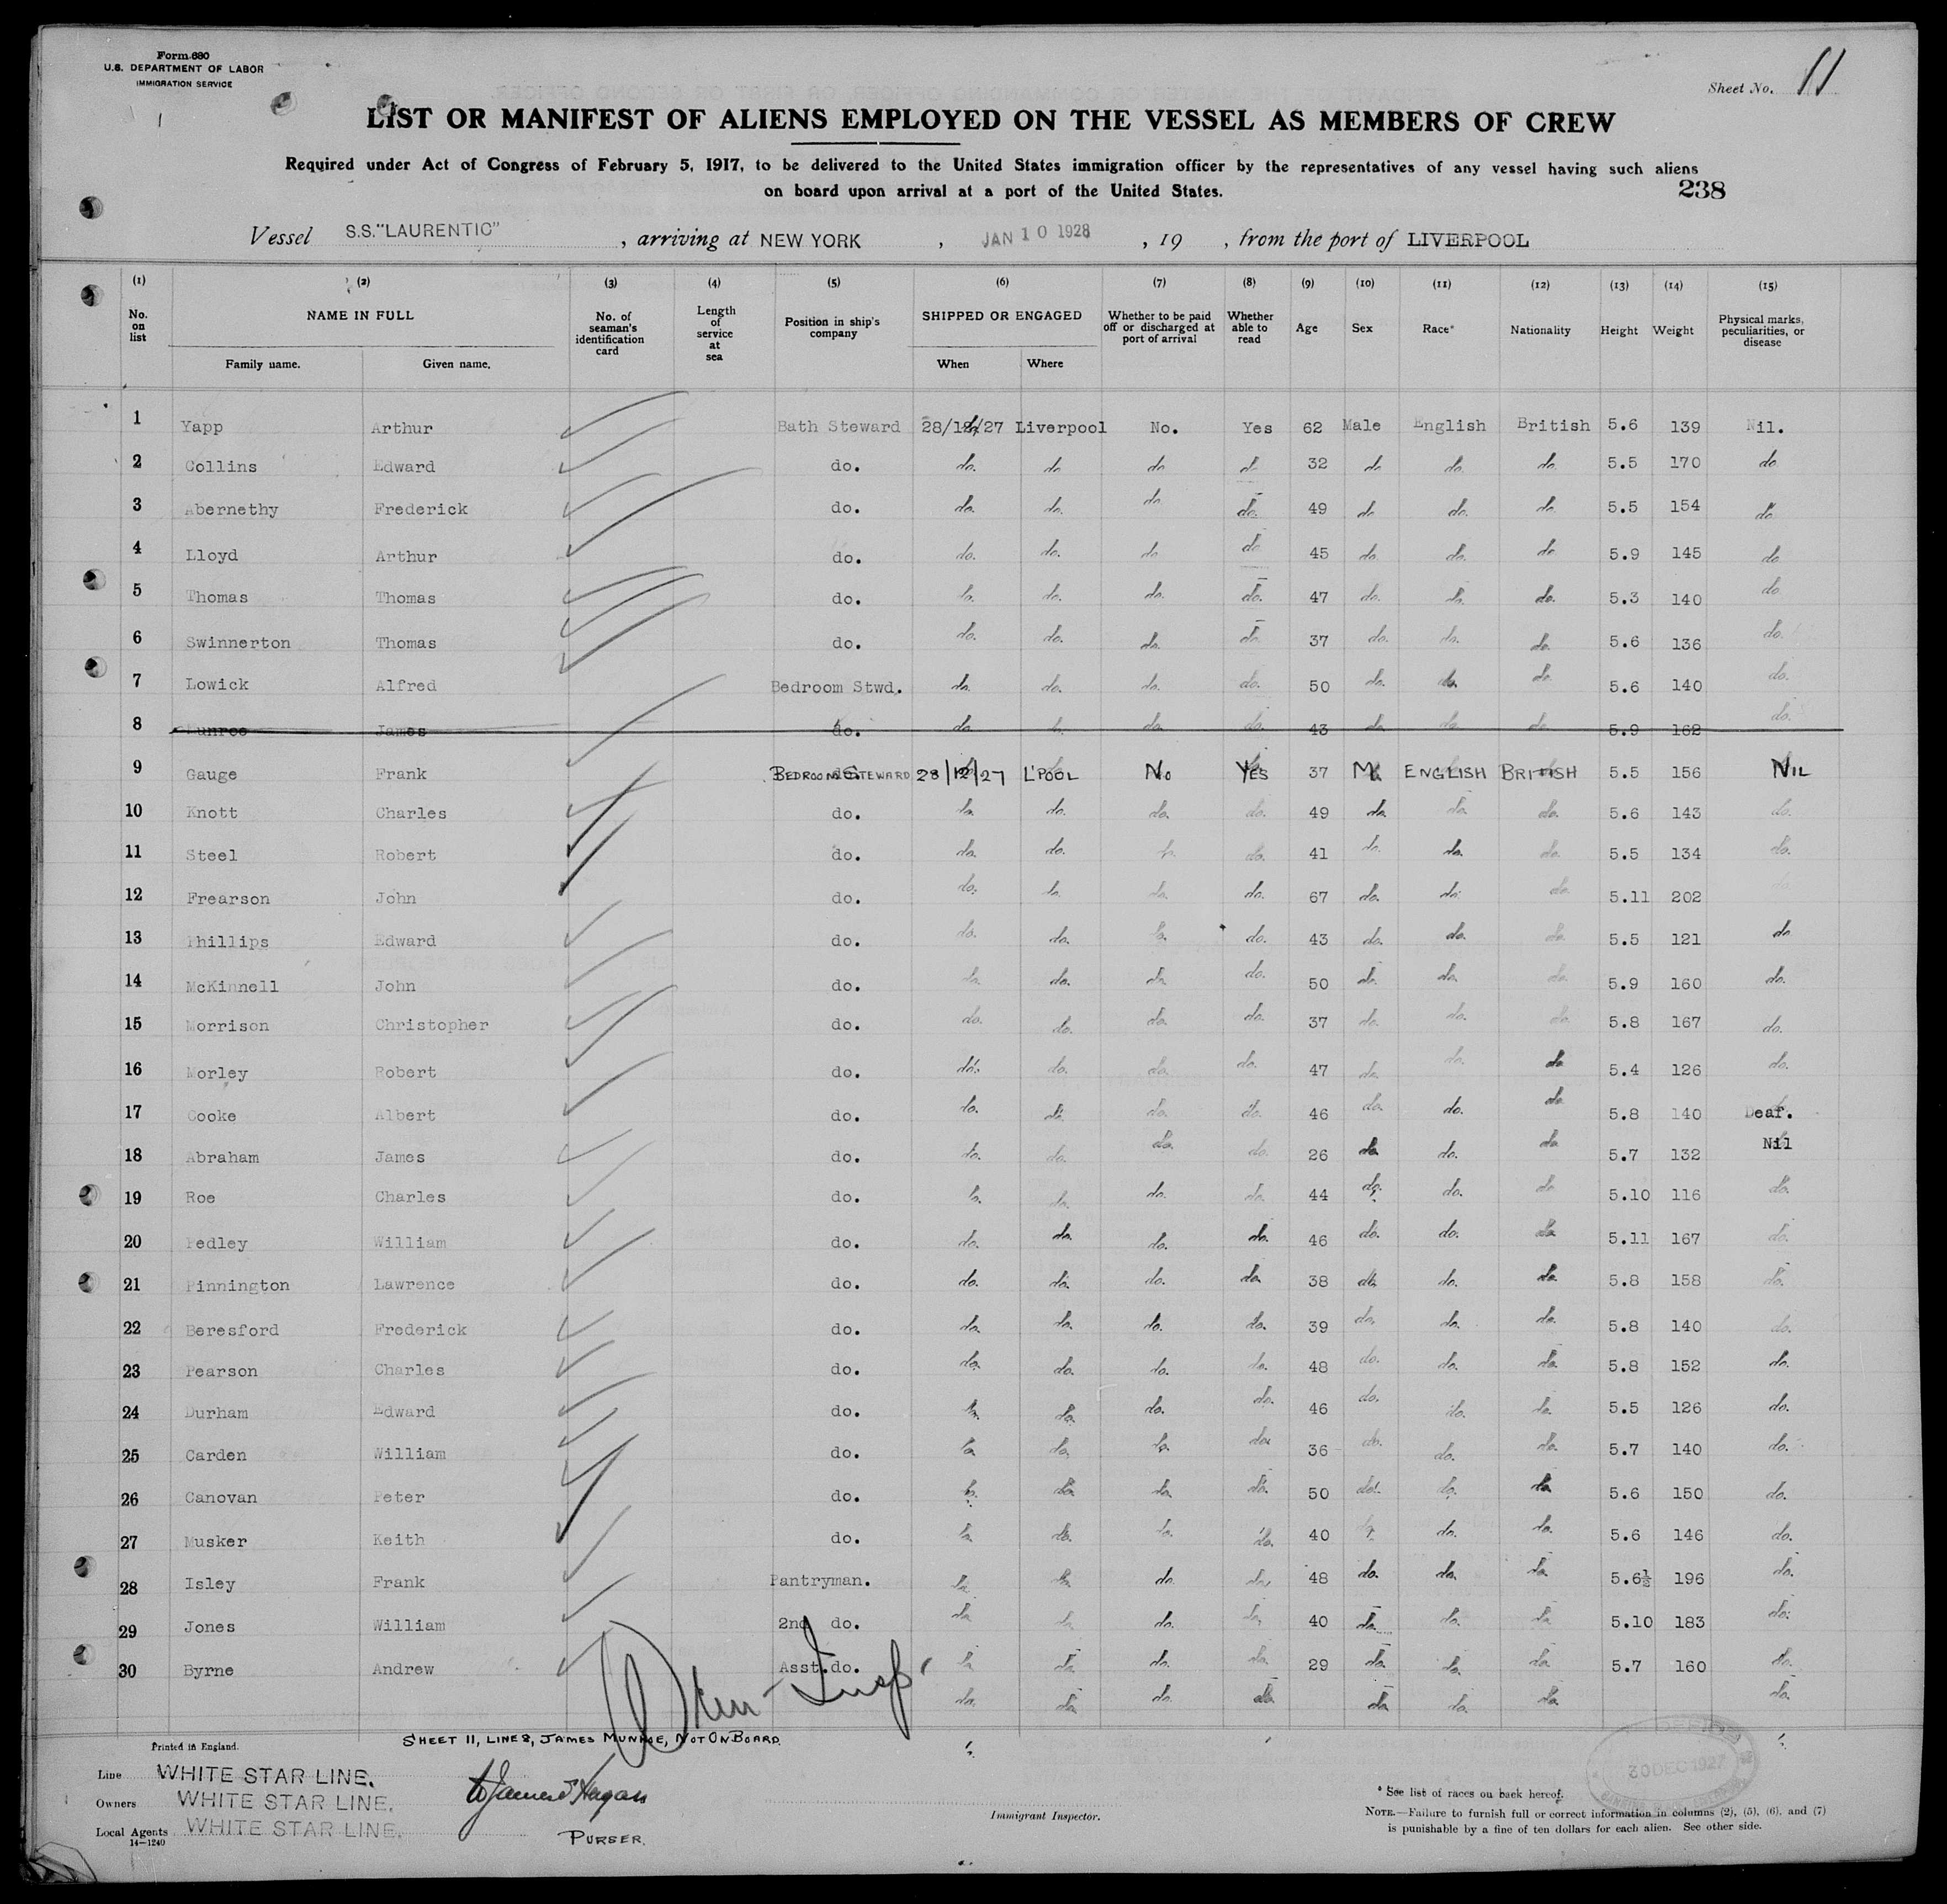 Form 680
U.S. DEPARTMENT OF LABOR
IMMIGRATION SERVICE
Sheet No. 11
LIST OR MANIFEST OF ALIENS EMPLOYED ON THE VESSEL AS MEMBERS OF CREW
Required under Act of Congress of February 5, 1917, to be delivered to the United States immigration officer by the representatives of any vessel having such aliens
on board upon arrival at a port of the United States.
238
Vessel S.S. "LAURENTIC", arriving at NEW YORK, JAN 10 1928, 19 , from the port of LIVERPOOL
(1) (2) (3) (4) (5) (6) (7) (8) (9) (10) (11) (12) (13) (14) (15)
No. on list NAME IN FULL Family name. Given name. No. of seaman's identification card Length of service at sea Position in ship's company SHIPPED OR ENGAGED When Where Whether to be paid off or discharged at port of arrival Whether able to read Age Sex Race* Nationality Height Weight Physical marks, peculiarities, or disease
1 Yapp Arthur Bath Steward 28/12/27 Liverpool No. Yes 62 Male English British 5.6 139 Nil.
2 Collins Edward do. do. do do do 32 do do. do. 5.5 170 do
3 Abernethy Frederick do. do. do. do do. 49 do do. do. 5.5 154 do
4 Lloyd Arthur do. do. do. do do 45 do do. do 5.9 145 do
5 Thomas Thomas do. do. do. do. do. 47 do. do. do. 5.3 140 do
6 Swinnerton Thomas do. do. do. do. do. 37 do. do. do. 5.6 136 do.
7 Lowick Alfred Bedroom Stwd. do. do. do. do. 50 do. do. do. 5.6 140 do.
8 Munroe James do. do. do. do. do. 43 do. do. do. 5.9 162 do.
9 Gauge Frank BEDROOM STEWARD 28/12/27 L'POOL No YES 37 M. ENGLISH BRITISH 5.5 156 NIL
10 Knott Charles do. do. do. do. do. 49 do. do. do. 5.6 143 do.
11 Steel Robert do. do. do. do. do. 41 do. do. do. 5.5 134 do.
12 Frearson John do. do. do. do. do. 67 do. do. do. 5.11 202 do.
13 Phillips Edward do. do. do. do. do. 43 do. do. do. 5.5 121 do
14 McKinnell John do. do. do. do. do. 50 do. do. do. 5.9 160 do.
15 Morrison Christopher do. do. do. do. do. 37 do. do. do. 5.8 167 do.
16 Morley Robert do. do. do. do. do. 47 do. do. do 5.4 126 do.
17 Cooke Albert do. do. do. do. do. 46 do. do. do 5.8 140 Deaf.
18 Abraham James do. do. do. do. do. 26 do. do. do 5.7 132 Nil
19 Roe Charles do. do. do. do. do. 44 do. do. do 5.10 116 do.
20 Pedley William do. do. do. do. do. 46 do. do. do 5.11 167 do.
21 Pinnington Lawrence do. do. do. do. do. 38 do. do. do. 5.8 158 do.
22 Beresford Frederick do. do. do. do. do. 39 do. do. do. 5.8 140 do.
23 Pearson Charles do. do. do. do. do. 48 do. do. do. 5.8 152 do.
24 Durham Edward do. do. do. do. do. 46 do. do. do. 5.5 126 do.
25 Carden William do. do. do. do. do. 36 do. do. do. 5.7 140 do.
26 Canovan Peter do. do. do. do. do. 50 do. do. do. 5.6 150 do.
27 Musker Keith do. do. do. do. do. 40 do. do. do. 5.6 146 do.
28 Isley Frank Pantryman. do. do. do. do. 48 do. do. do. 5.6½ 196 do.
29 Jones William 2nd do. do. do. do. do. 40 do. do. do. 5.10 183 do.
30 Byrne Andrew Asst.do. do. do. do. do. 29 do. do. do. 5.7 160 do.
do. do. do. do. do. do. do. do.
SHEET 11, LINE 8, JAMES MUNROE, NOT ON BOARD.
Printed in England.
Line WHITE STAR LINE.
Owners WHITE STAR LINE.
Local Agents WHITE STAR LINE.
14—1240
PURSER.
Immigrant Inspector.
30 DEC 1927
* See list of races on back hereof.
NOTE.—Failure to furnish full or correct information in columns (2), (5), (6), and (7)
is punishable by a fine of ten dollars for each alien. See other side.